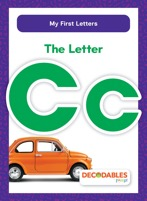 My First Letters
The Letter
Cc
DECODABLES